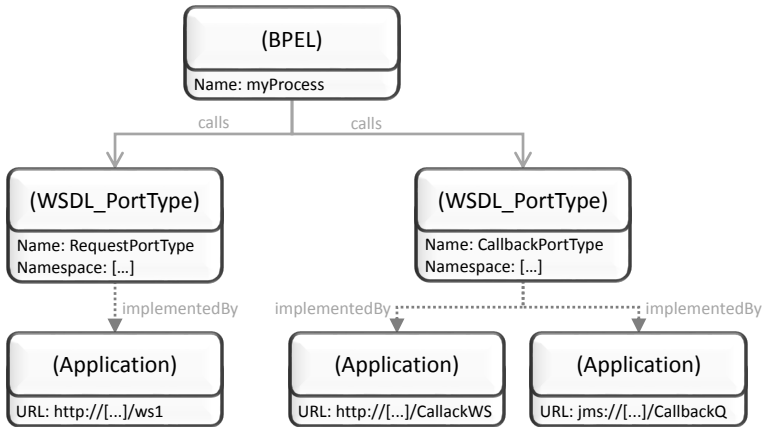 (BPEL)
Name: myProcess
calls
calls
(WSDL_PortType)
Name: RequestPortType
Namespace: [...]
(WSDL_PortType)
Name: CallbackPortType
Namespace: [...]
implementedBy
implementedBy
implementedBy
(Application)
URL: http://[...]/ws1
(Application)
URL: http://[...]/CallackWS
(Application)
URL: jms://[...]/CallbackQ